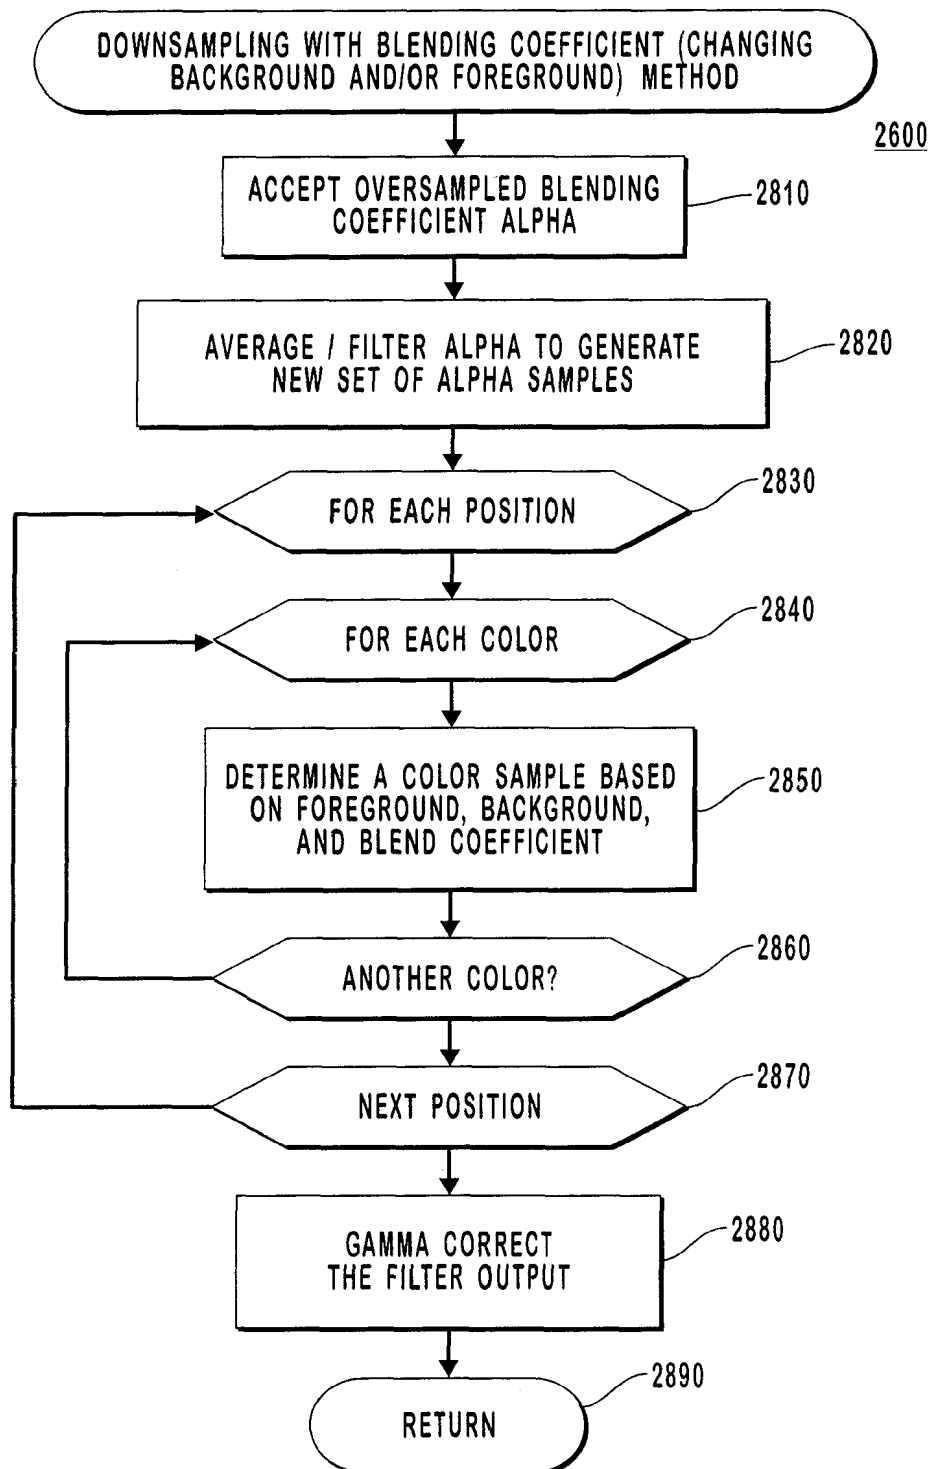 DOWNSAMPLING WITH BLENDING COEFFICIENT (CHANGING
BACKGROUND AND/OR FOREGROUND) METHOD
2600
ACCEPT OVERSAMPLED BLENDING
COEFFICIENT ALPHA
2810
AVERAGE / FILTER ALPHA TO GENERATE
NEW SET OF ALPHA SAMPLES
2820
FOR EACH POSITION
2830
FOR EACH COLOR
2840
DETERMINE A COLOR SAMPLE BASED
ON FOREGROUND, BACKGROUND,
AND BLEND COEFFICIENT
2850
ANOTHER COLOR?
2860
NEXT POSITION
2870
GAMMA CORRECT
THE FILTER OUTPUT
2880
RETURN
2890